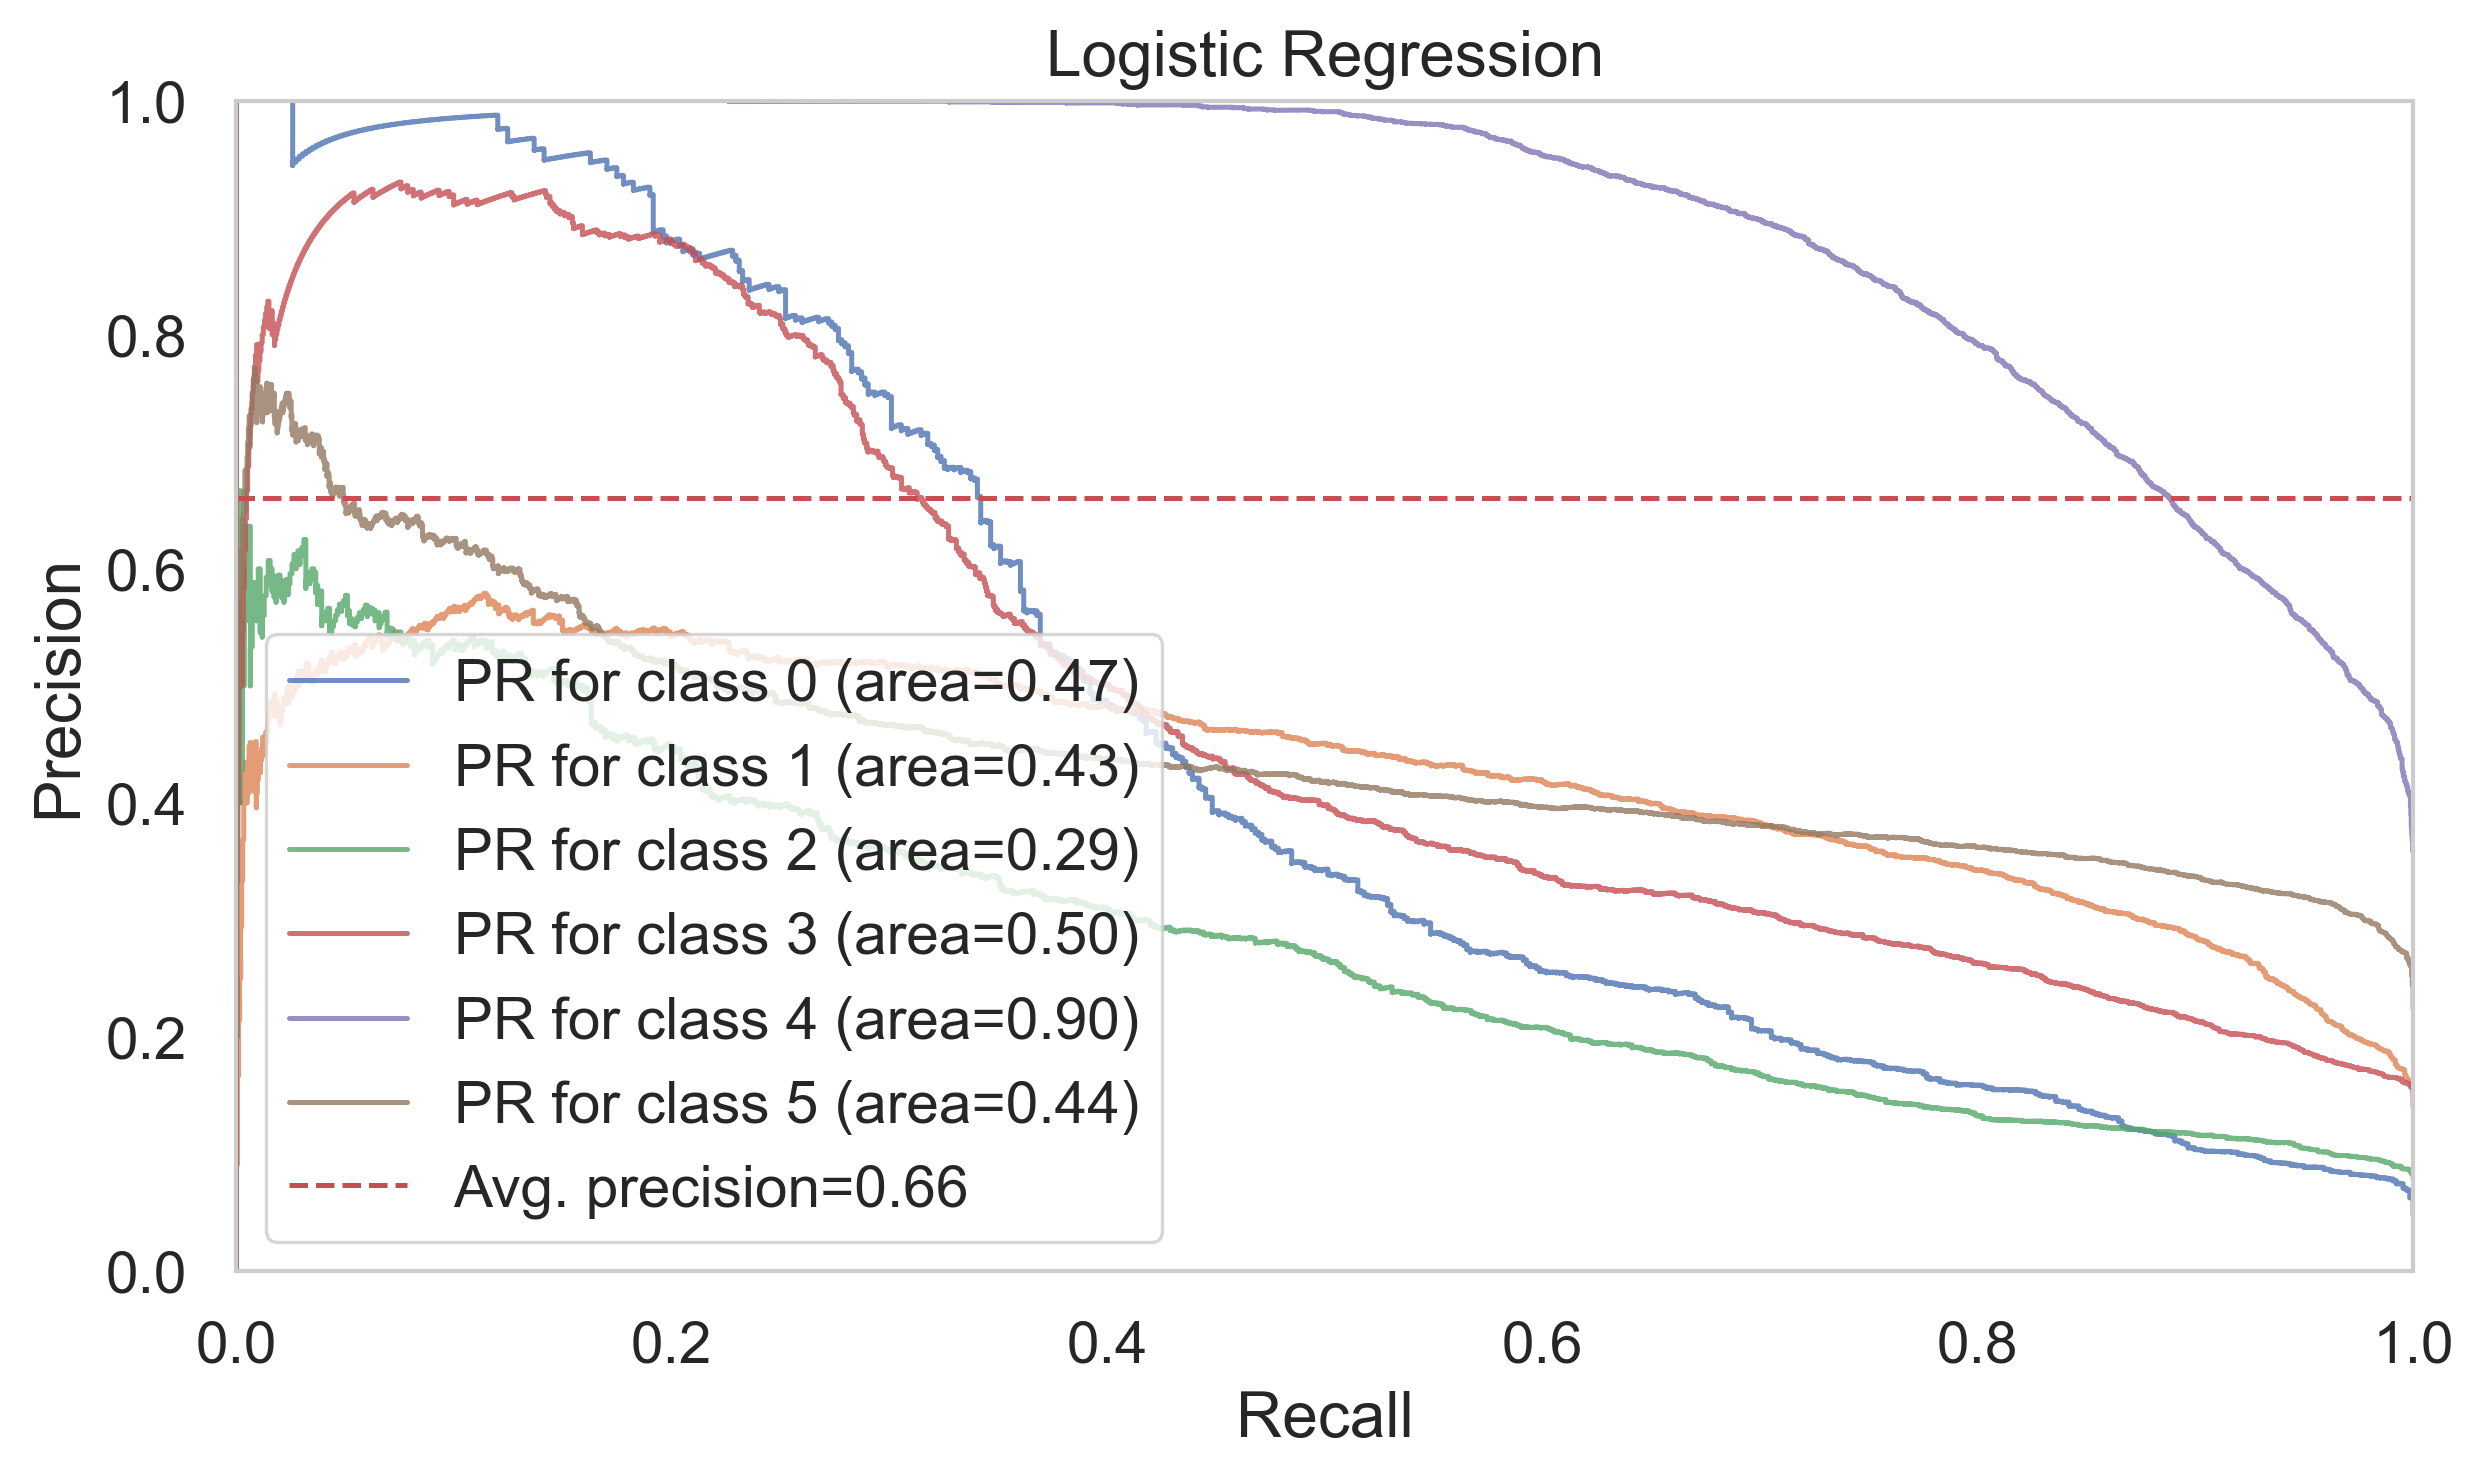 Logistic Regression
1.0
0.8
0.6
0.4
0.2
0.0
Precision
PR for class 0 (area=0.47)
PR for class 1 (area=0.43)
PR for class 2 (area=0.29)
PR for class 3 (area=0.50)
PR for class 4 (area=0.90)
PR for class 5 (area=0.44)
Avg. precision=0.66
0.0 0.2 0.4 0.6 0.8 1.0
Recall